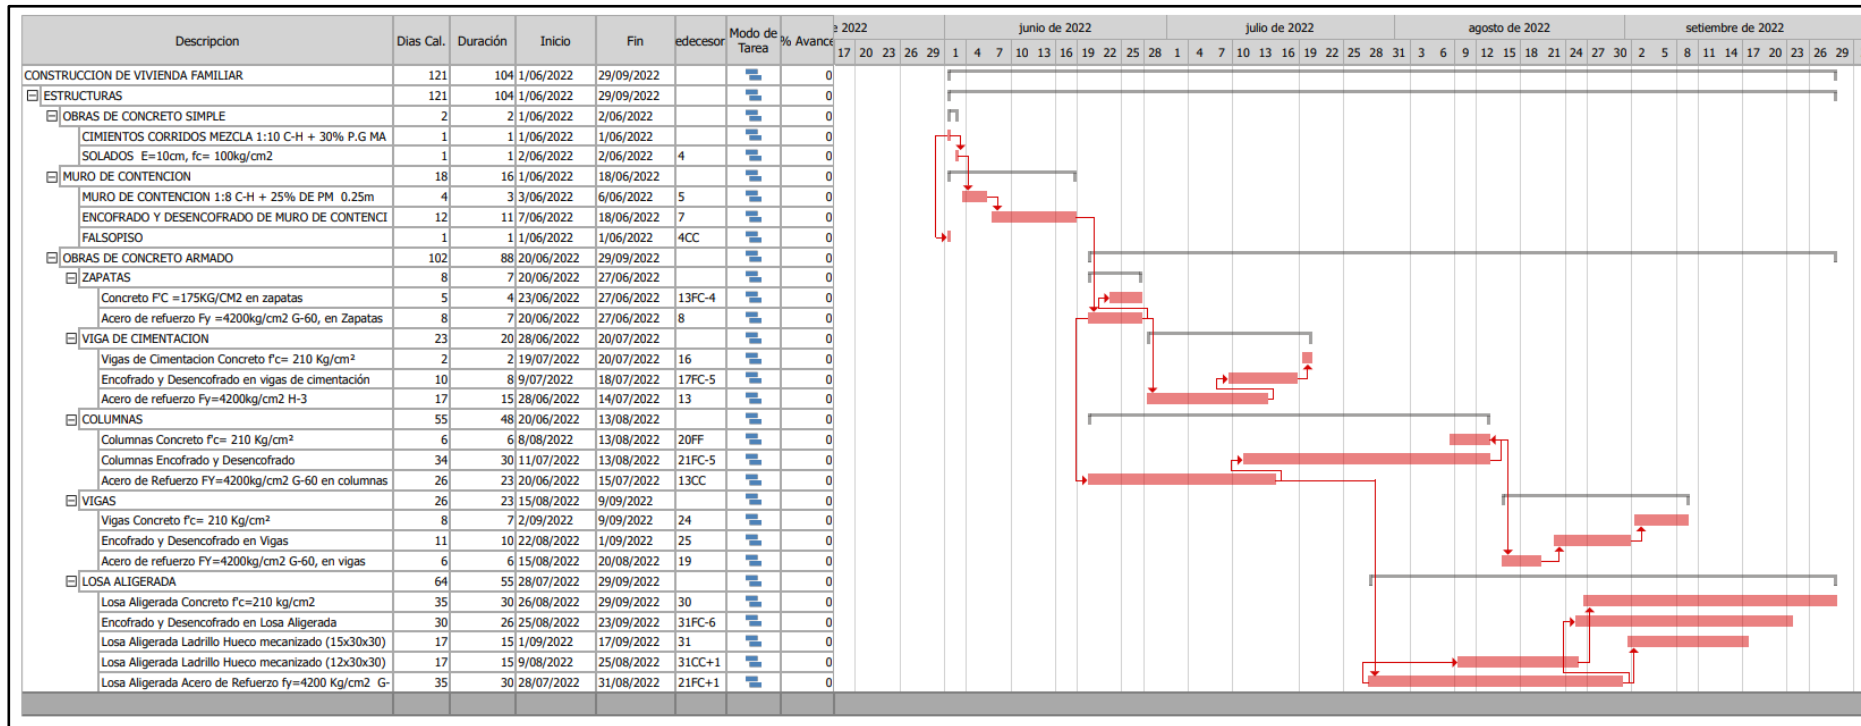 Descripcion Dias Cal. Duración Inicio Fin edecesor Modo de Tarea % Avance
e 2022 junio de 2022 julio de 2022 agosto de 2022 setiembre de 2022
17 20 23 26 29 1 4 7 10 13 16 19 22 25 28 1 4 7 10 13 16 19 22 25 28 31 3 6 9 12 15 18 21 24 27 30 2 5 8 11 14 17 20 23 26 29
CONSTRUCCION DE VIVIENDA FAMILIAR 121 104 1/06/2022 29/09/2022 0
ESTRUCTURAS 121 104 1/06/2022 29/09/2022 0
OBRAS DE CONCRETO SIMPLE 2 2 1/06/2022 2/06/2022 0
CIMIENTOS CORRIDOS MEZCLA 1:10 C-H + 30% P.G MA 1 1 1/06/2022 1/06/2022 0
SOLADOS E=10cm, fc= 100kg/cm2 1 1 2/06/2022 2/06/2022 4 0
MURO DE CONTENCION 18 16 1/06/2022 18/06/2022 0
MURO DE CONTENCION 1:8 C-H + 25% DE PM 0.25m 4 3 3/06/2022 6/06/2022 5 0
ENCOFRADO Y DESENCOFRADO DE MURO DE CONTENCI 12 11 7/06/2022 18/06/2022 7 0
FALSOPISO 1 1 1/06/2022 1/06/2022 4CC 0
OBRAS DE CONCRETO ARMADO 102 88 20/06/2022 29/09/2022 0
ZAPATAS 8 7 20/06/2022 27/06/2022 0
Concreto F'C =175KG/CM2 en zapatas 5 4 23/06/2022 27/06/2022 13FC-4 0
Acero de refuerzo Fy =4200kg/cm2 G-60, en Zapatas 8 7 20/06/2022 27/06/2022 8 0
VIGA DE CIMENTACION 23 20 28/06/2022 20/07/2022 0
Vigas de Cimentacion Concreto f'c= 210 Kg/cm² 2 2 19/07/2022 20/07/2022 16 0
Encofrado y Desencofrado en vigas de cimentación 10 8 9/07/2022 18/07/2022 17FC-5 0
Acero de refuerzo Fy=4200kg/cm2 H-3 17 15 28/06/2022 14/07/2022 13 0
COLUMNAS 55 48 20/06/2022 13/08/2022 0
Columnas Concreto f'c= 210 Kg/cm² 6 6 8/08/2022 13/08/2022 20FF 0
Columnas Encofrado y Desencofrado 34 30 11/07/2022 13/08/2022 21FC-5 0
Acero de Refuerzo FY=4200kg/cm2 G-60 en columnas 26 23 20/06/2022 15/07/2022 13CC 0
VIGAS 26 23 15/08/2022 9/09/2022 0
Vigas Concreto f'c= 210 Kg/cm² 8 7 2/09/2022 9/09/2022 24 0
Encofrado y Desencofrado en Vigas 11 10 22/08/2022 1/09/2022 25 0
Acero de refuerzo FY=4200kg/cm2 G-60, en vigas 6 6 15/08/2022 20/08/2022 19 0
LOSA ALIGERADA 64 55 28/07/2022 29/09/2022 0
Losa Aligerada Concreto f'c=210 kg/cm2 35 30 26/08/2022 29/09/2022 30 0
Encofrado y Desencofrado en Losa Aligerada 30 26 25/08/2022 23/09/2022 31FC-6 0
Losa Aligerada Ladrillo Hueco mecanizado (15x30x30) 17 15 1/09/2022 17/09/2022 31 0
Losa Aligerada Ladrillo Hueco mecanizado (12x30x30) 17 15 9/08/2022 25/08/2022 31CC+1 0
Losa Aligerada Acero de Refuerzo fy=4200 Kg/cm2 G- 35 30 28/07/2022 31/08/2022 21FC+1 0